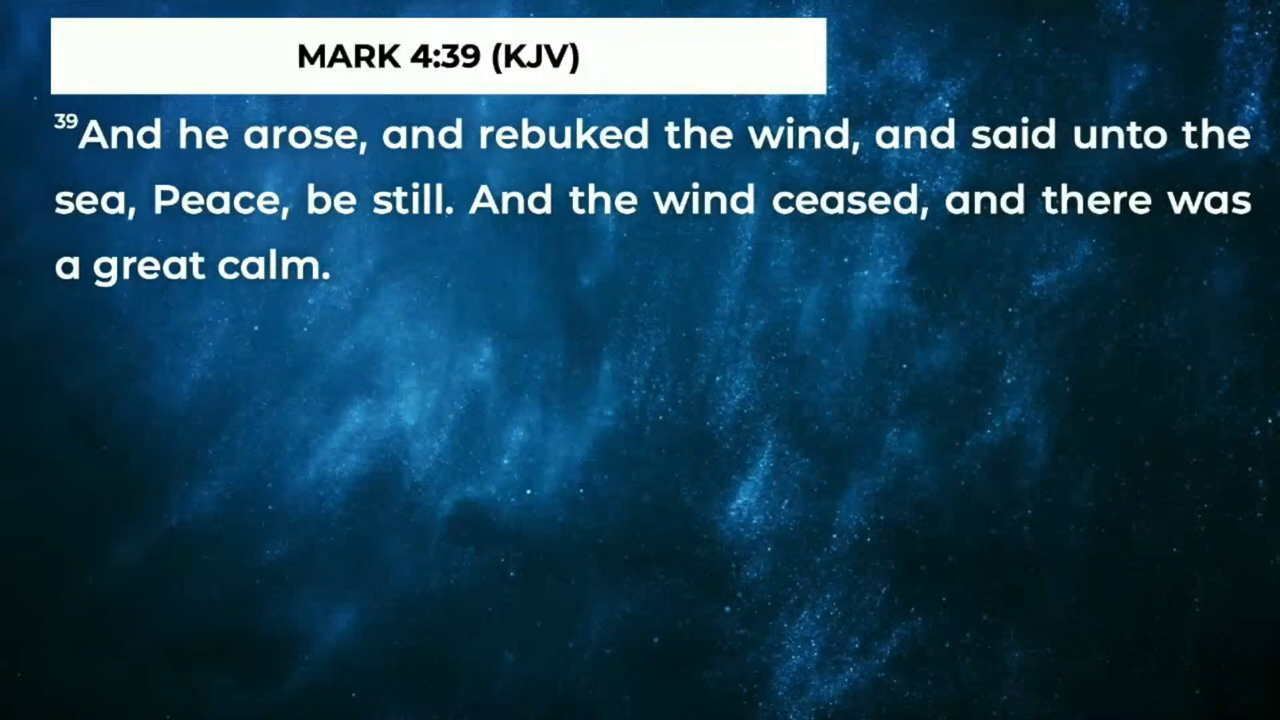 MARK 4:39 (KJV)
39And he arose, and rebuked the wind, and said unto the
sea, Peace, be still. And the wind ceased, and there was
a great calm.